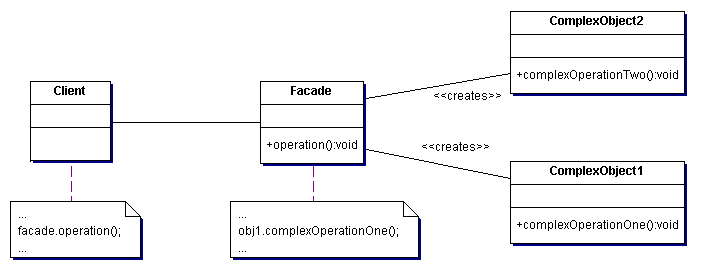 ComplexObject2
+complexOperationTwo():void
<<creates>>
Client
Facade
+operation():void
<<creates>>
ComplexObject1
+complexOperationOne():void
...
facade.operation();
...
...
obj1.complexOperationOne();
...